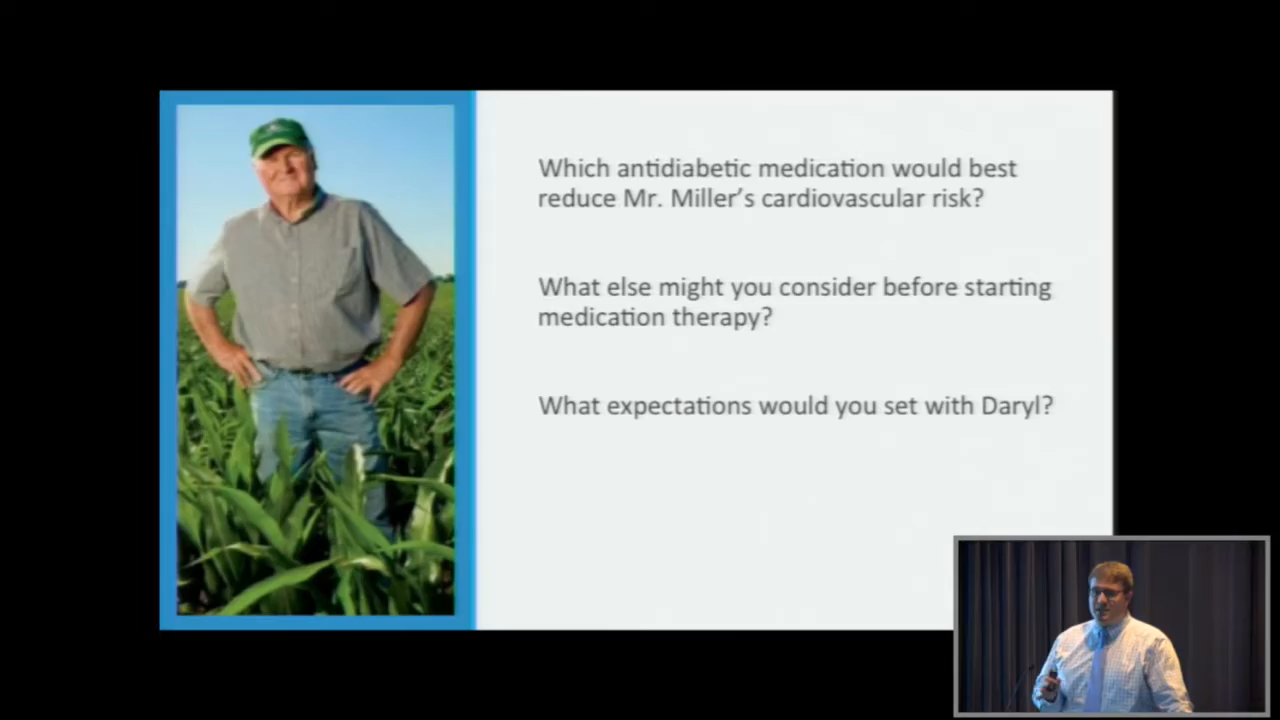 Which antidiabetic medication would best
reduce Mr. Miller's cardiovascular risk?
What else might you consider before starting
medication therapy?
What expectations would you set with Daryl?